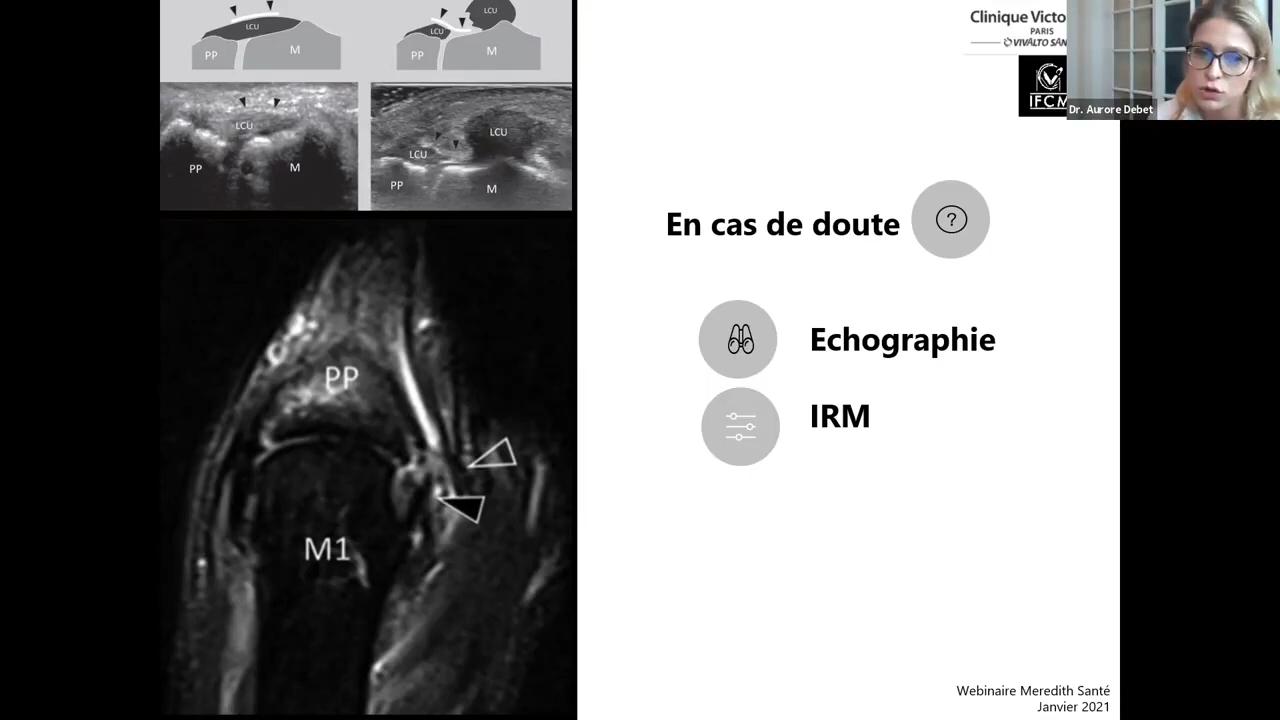 LCU
PP
M
LCU
LCU
PP
M
LCU
PP
M
LCU
LCU
PP
M
PP
M1
Clinique Victo
PARIS
VIVALTO SAN
IFCM
Dr. Aurore Debet
En cas de doute
?
Echographie
IRM
Webinaire Meredith Santé
Janvier 2021